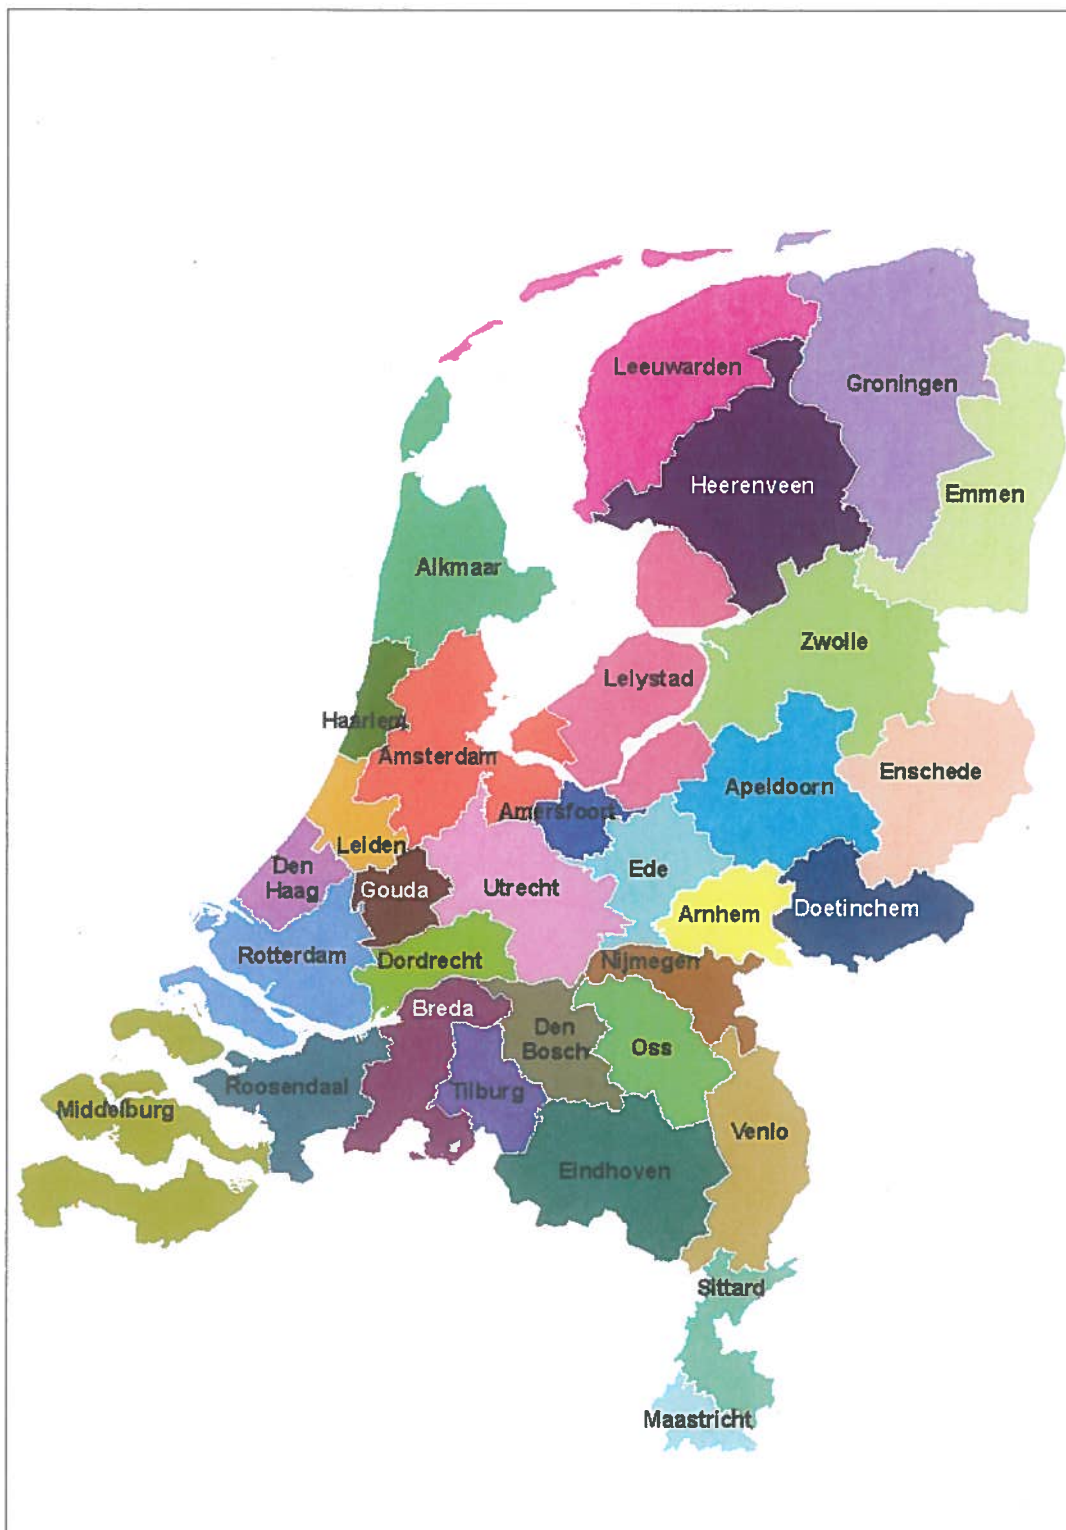 Leeuwarden
Groningen
Heerenveen
Emmen
Alkmaar
Zwolle
Lelystad
Haarlem
Amsterdam
Enschede
Apeldoorn
Amersfoort
Leiden
Den
Haag
Gouda
Utrecht
Ede
Arnhem
Doetinchem
Rotterdam
Dordrecht
Nijmegen
Breda
Den
Bosch
Oss
Roosendaal
Tilburg
Middelburg
Venlo
Eindhoven
Sittard
Maastricht